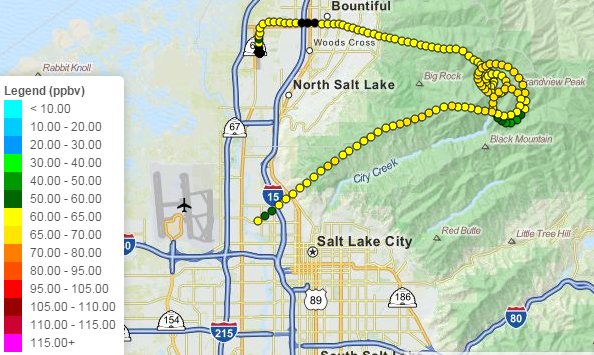 Bountiful
Woods Cross
Rabbit Knoll
Big Rock
Grandview Peak
North Salt Lake
Legend (ppbv)
< 10.00
10.00 - 20.00
20.00 - 30.00
30.00 - 40.00
40.00 - 50.00
50.00 - 60.00
60.00 - 65.00
65.00 - 70.00
70.00 - 80.00
80.00 - 95.00
95.00 - 105.00
105.00 - 110.00
110.00 - 115.00
115.00+
67
Black Mountain
City Creek
15
Salt Lake City
Red Butte
Little Tree Hill
89
186
80
154
215
South Salt Lake